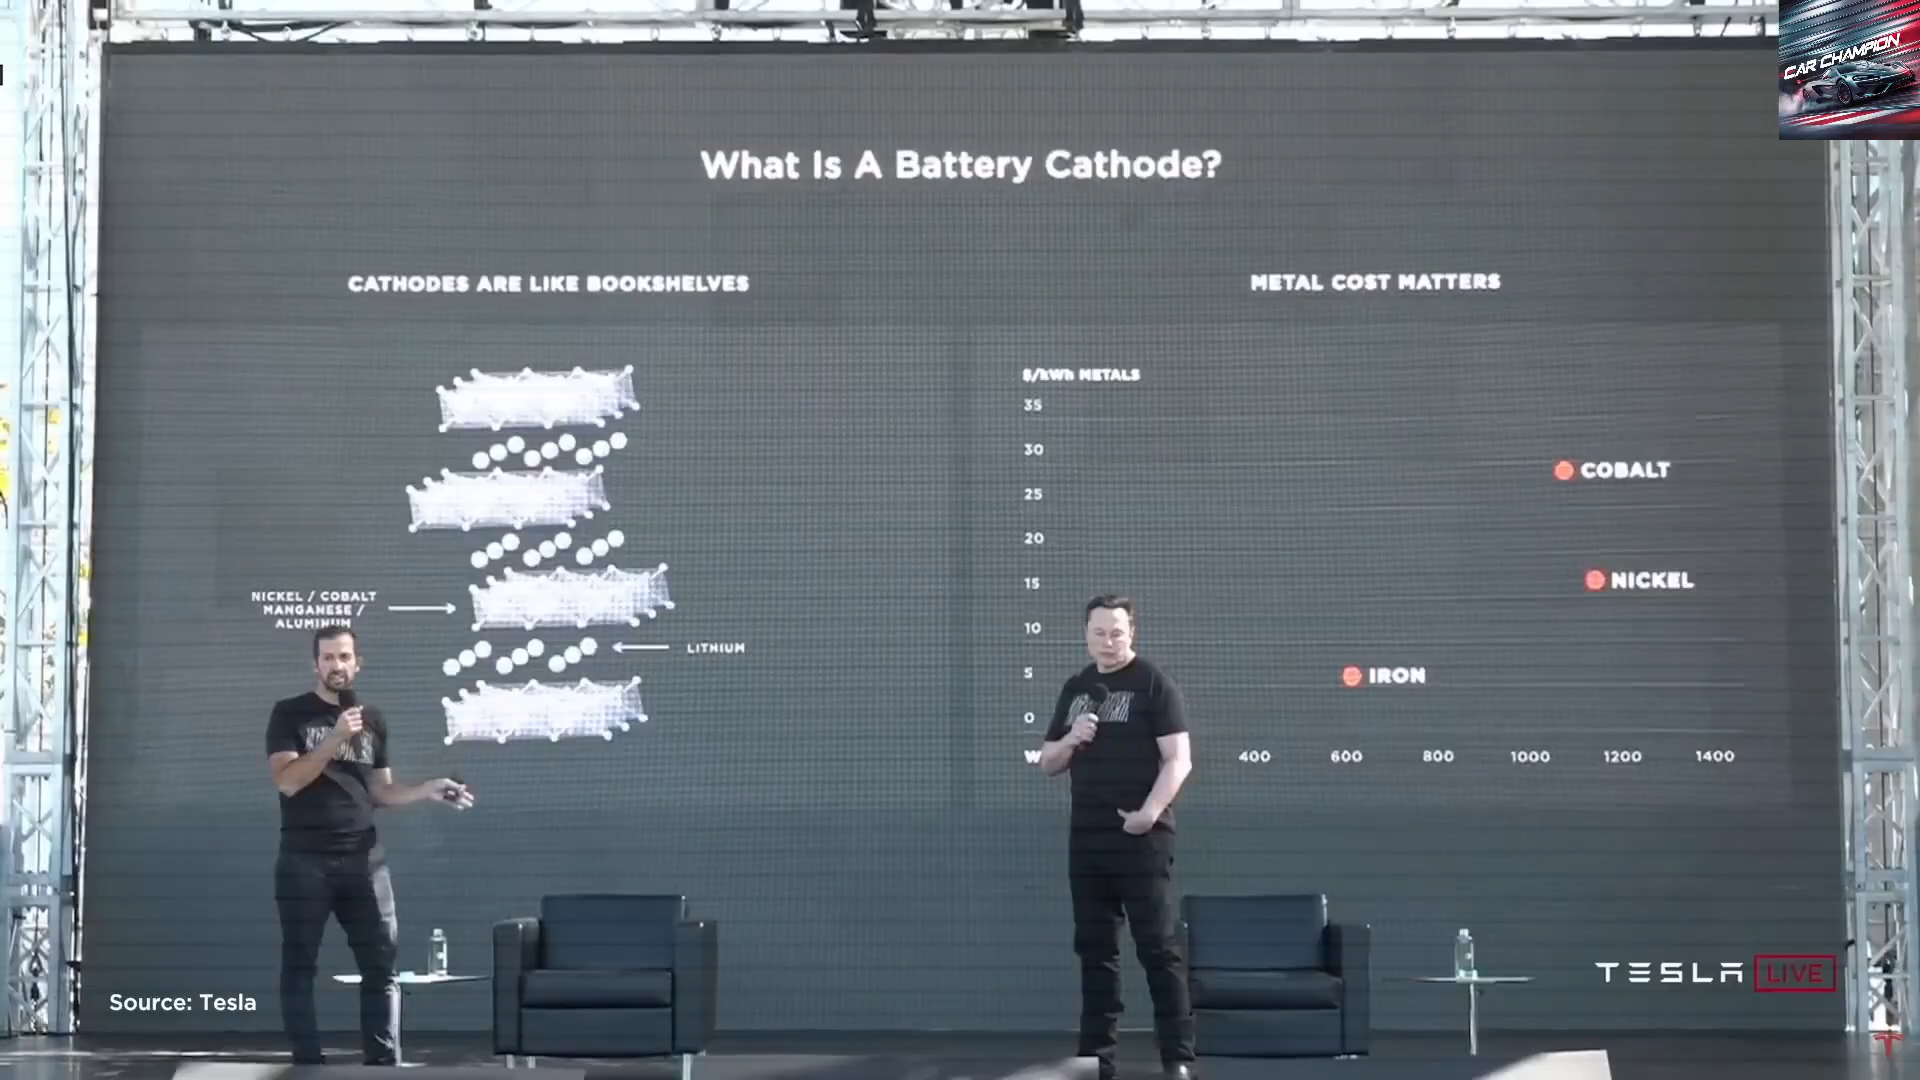 CAR CHAMPION
What Is A Battery Cathode?
CATHODES ARE LIKE BOOKSHELVES
METAL COST MATTERS
$/kWh METALS
35
30
COBALT
25
20
15
NICKEL
NICKEL / COBALT
MANGANESE /
ALUMINUM
10
LITHIUM
5
IRON
0
400 600 800 1000 1200 1400
TESLA LIVE
Source: Tesla